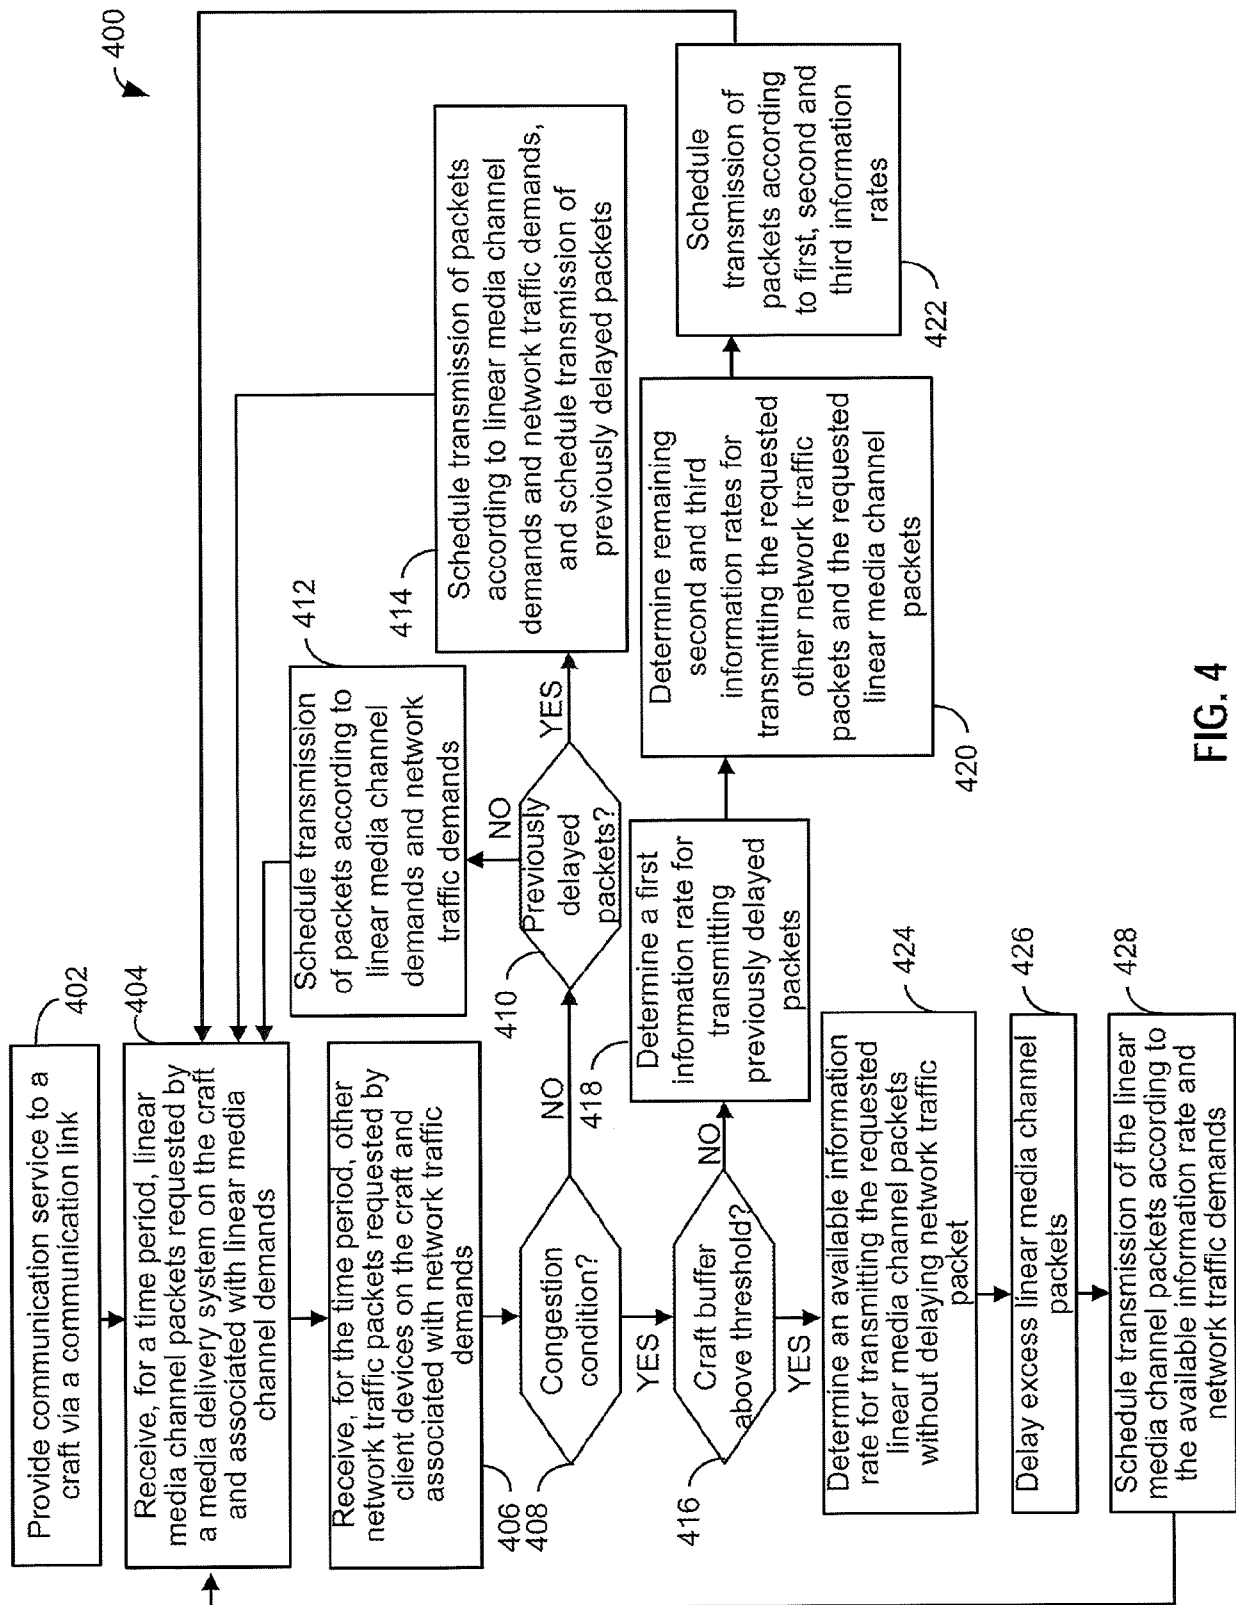 400
402
Provide communication service to a
craft via a communication link
404
Receive, for a time period, linear
media channel packets requested by
a media delivery system on the craft
and associated with linear media
channel demands
Receive, for the time period, other
network traffic packets requested by
client devices on the craft and
associated with network traffic
demands
406
408
Congestion
condition?
NO
YES
410
Previously
delayed
packets?
NO
YES
412
Schedule transmission
of packets according to
linear media channel
demands and network
traffic demands
414
Schedule transmission of packets
according to linear media channel
demands and network traffic demands,
and schedule transmission of
previously delayed packets
416
Craft buffer
above threshold?
NO
YES
418
Determine a first
information rate for
transmitting
previously delayed
packets
Determine remaining
second and third
information rates for
transmitting the requested
other network traffic
packets and the requested
linear media channel
packets
420
Schedule
transmission of
packets according
to first, second and
third information
rates
422
424
Determine an available information
rate for transmitting the requested
linear media channel packets
without delaying network traffic
packet
426
Delay excess linear media channel
packets
428
Schedule transmission of the linear
media channel packets according to
the available information rate and
network traffic demands
FIG. 4